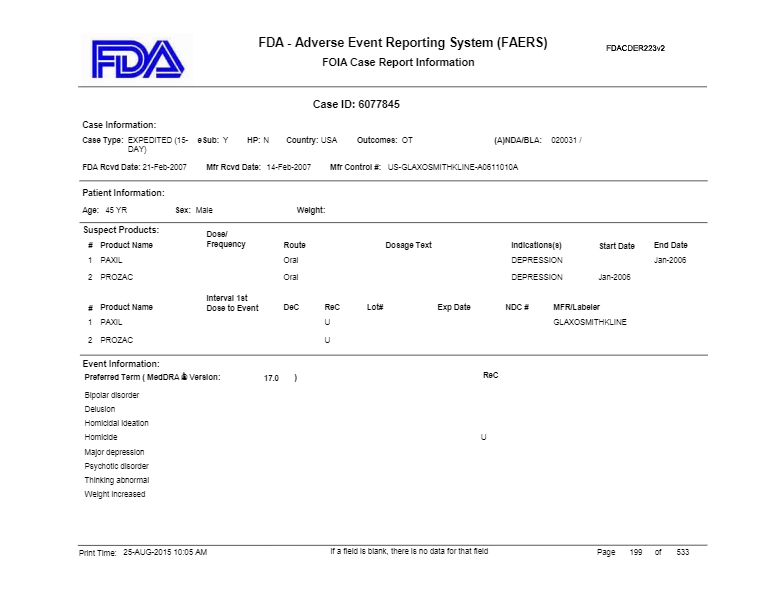 FDA
FDA - Adverse Event Reporting System (FAERS)
FDACDER223v2
FOIA Case Report Information
Case ID: 6077845
Case Information:
Case Type: EXPEDITED (15-DAY) eSub: Y HP: N Country: USA Outcomes: OT (A)NDA/BLA: 020031 /
FDA Rcvd Date: 21-Feb-2007 Mfr Rcvd Date: 14-Feb-2007 Mfr Control #: US-GLAXOSMITHKLINE-A0611010A
Patient Information:
Age: 45 YR Sex: Male Weight:
Suspect Products:
# Product Name Dose/Frequency Route Dosage Text Indications(s) Start Date End Date
1 PAXIL Oral DEPRESSION Jan-2006
2 PROZAC Oral DEPRESSION Jan-2006
# Product Name Interval 1st Dose to Event DeC ReC Lot# Exp Date NDC # MFR/Labeler
1 PAXIL U GLAXOSMITHKLINE
2 PROZAC U
Event Information:
Preferred Term ( MedDRA Version: 17.0 ) ReC
Bipolar disorder
Delusion
Homicidal ideation
Homicide U
Major depression
Psychotic disorder
Thinking abnormal
Weight increased
Print Time: 25-AUG-2015 10:05 AM If a field is blank, there is no data for that field Page 199 of 533